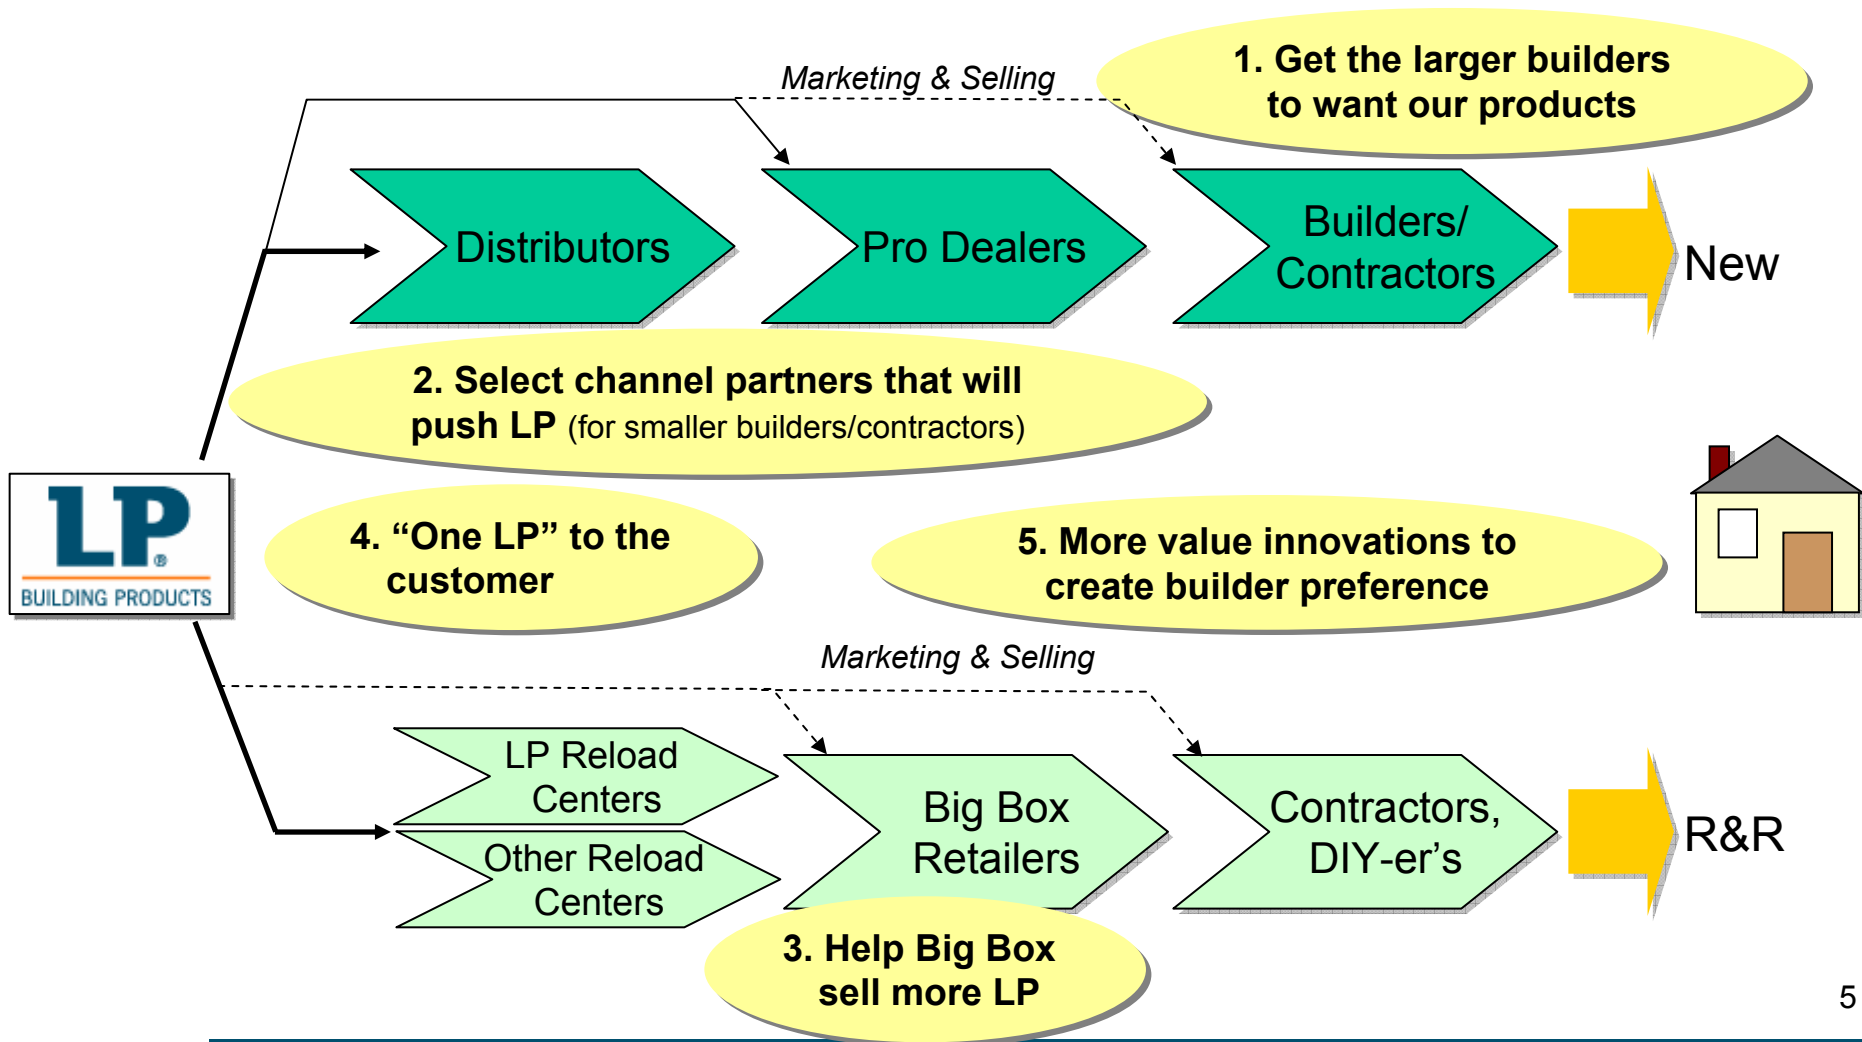 Marketing & Selling
1. Get the larger builders
to want our products
Distributors
Pro Dealers
Builders/
Contractors
New
2. Select channel partners that will
push LP (for smaller builders/contractors)
LP®
BUILDING PRODUCTS
4. “One LP” to the
customer
5. More value innovations to
create builder preference
Marketing & Selling
LP Reload
Centers
Other Reload
Centers
Big Box
Retailers
Contractors,
DIY-er’s
R&R
3. Help Big Box
sell more LP
5